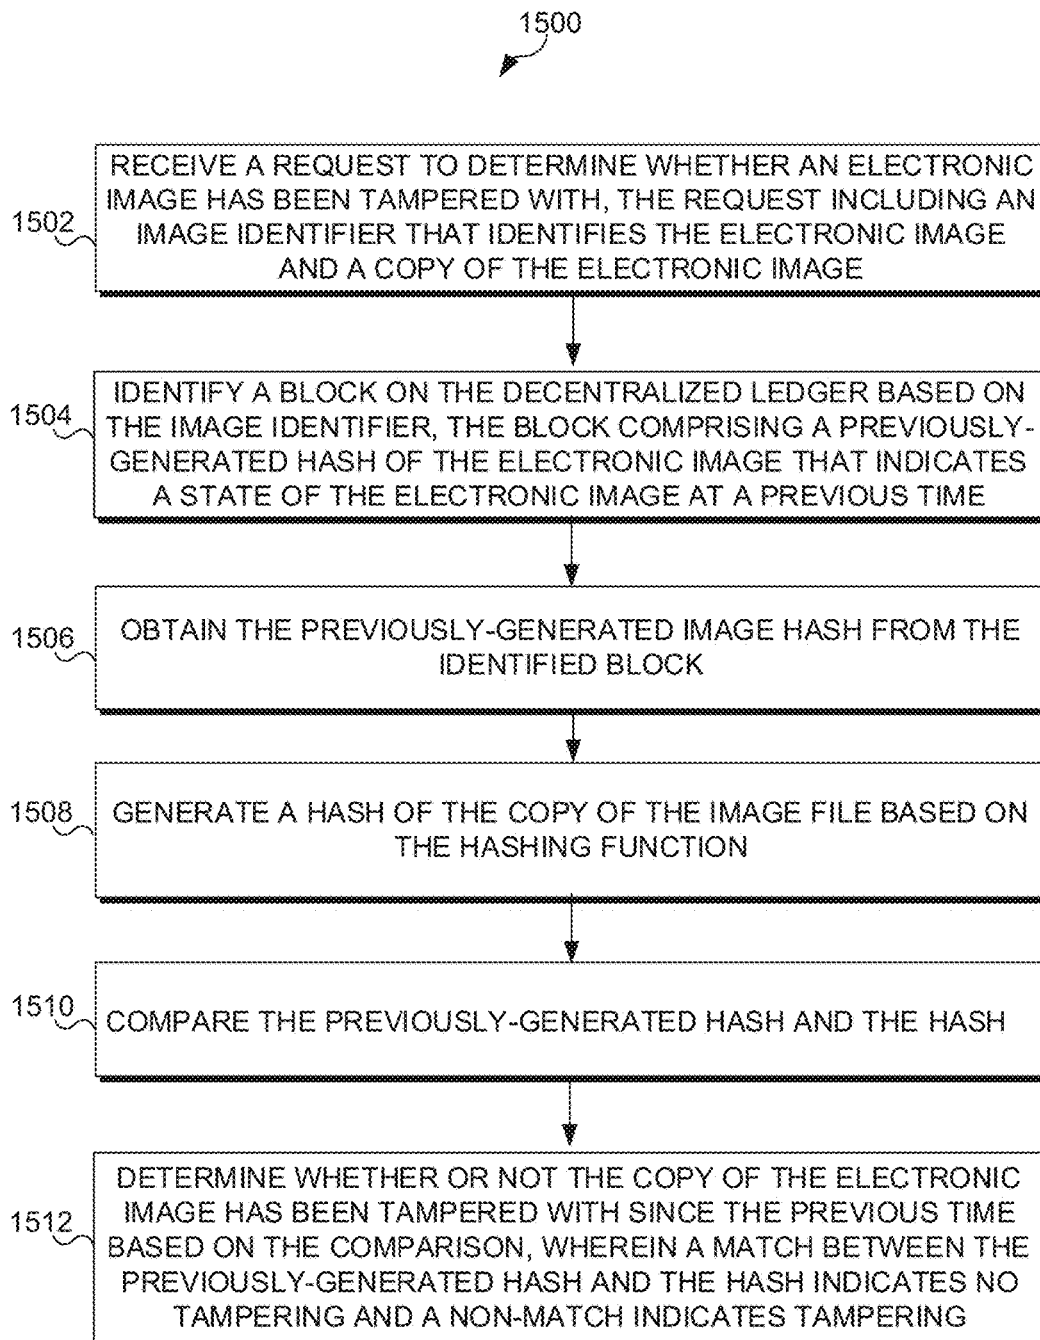 1500
1502
RECEIVE A REQUEST TO DETERMINE WHETHER AN ELECTRONIC
IMAGE HAS BEEN TAMPERED WITH, THE REQUEST INCLUDING AN
IMAGE IDENTIFIER THAT IDENTIFIES THE ELECTRONIC IMAGE
AND A COPY OF THE ELECTRONIC IMAGE
1504
IDENTIFY A BLOCK ON THE DECENTRALIZED LEDGER BASED ON
THE IMAGE IDENTIFIER, THE BLOCK COMPRISING A PREVIOUSLY-
GENERATED HASH OF THE ELECTRONIC IMAGE THAT INDICATES
A STATE OF THE ELECTRONIC IMAGE AT A PREVIOUS TIME
1506
OBTAIN THE PREVIOUSLY-GENERATED IMAGE HASH FROM THE
IDENTIFIED BLOCK
1508
GENERATE A HASH OF THE COPY OF THE IMAGE FILE BASED ON
THE HASHING FUNCTION
1510
COMPARE THE PREVIOUSLY-GENERATED HASH AND THE HASH
1512
DETERMINE WHETHER OR NOT THE COPY OF THE ELECTRONIC
IMAGE HAS BEEN TAMPERED WITH SINCE THE PREVIOUS TIME
BASED ON THE COMPARISON, WHEREIN A MATCH BETWEEN THE
PREVIOUSLY-GENERATED HASH AND THE HASH INDICATES NO
TAMPERING AND A NON-MATCH INDICATES TAMPERING